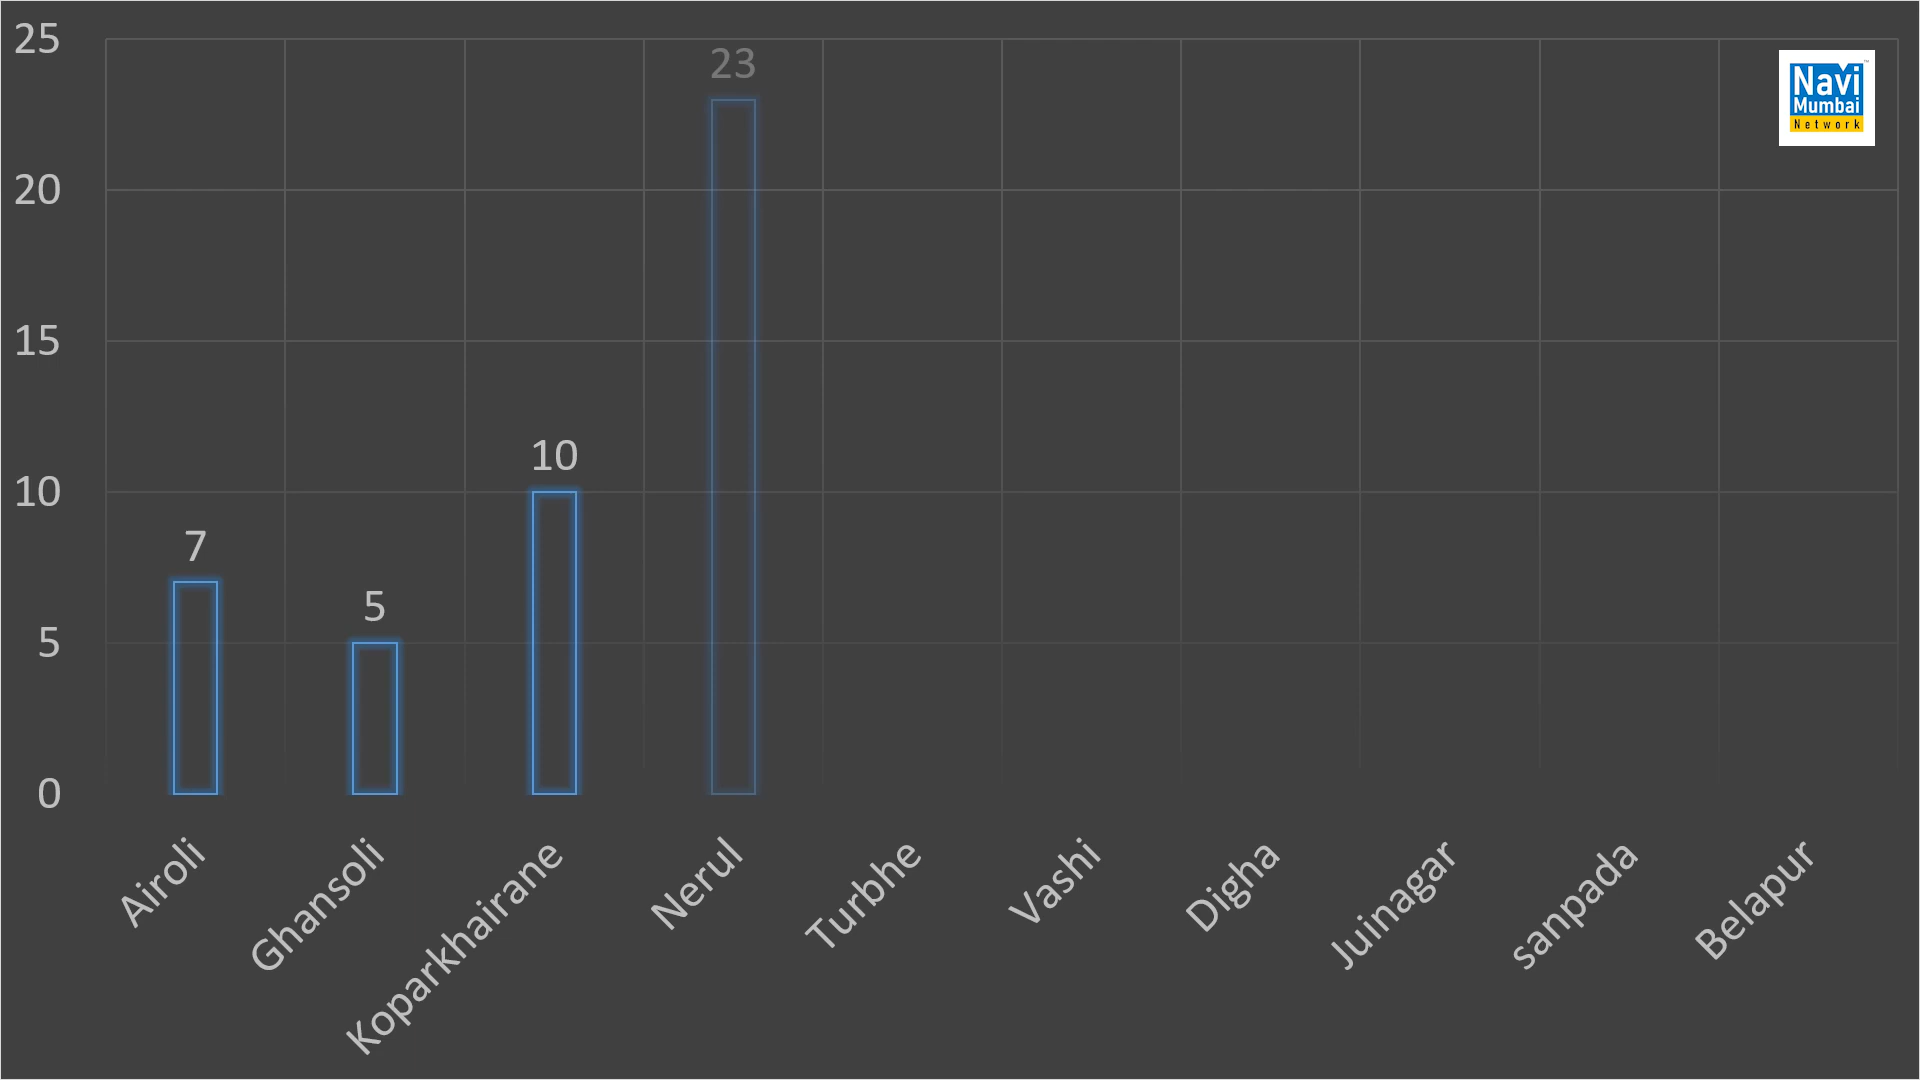 25
20
15
10
5
0
7
5
10
23
Airoli
Ghansoli
Koparkhairane
Nerul
Turbhe
Vashi
Digha
Juinagar
sanpada
Belapur
Navi
Mumbai
Network